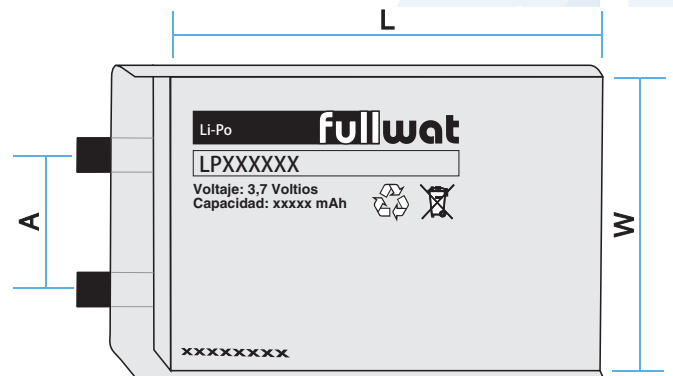 L
Li-Po fullwat
LPXXXXXX
Voltaje: 3,7 Voltios
Capacidad: xxxxx mAh
A
W
xxxxxxxx